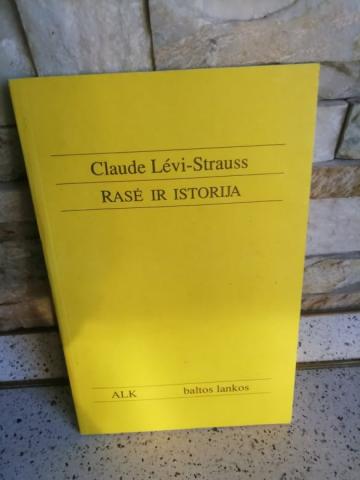 Claude Lévi-Strauss
RASĖ IR ISTORIJA
ALK baltos lankos